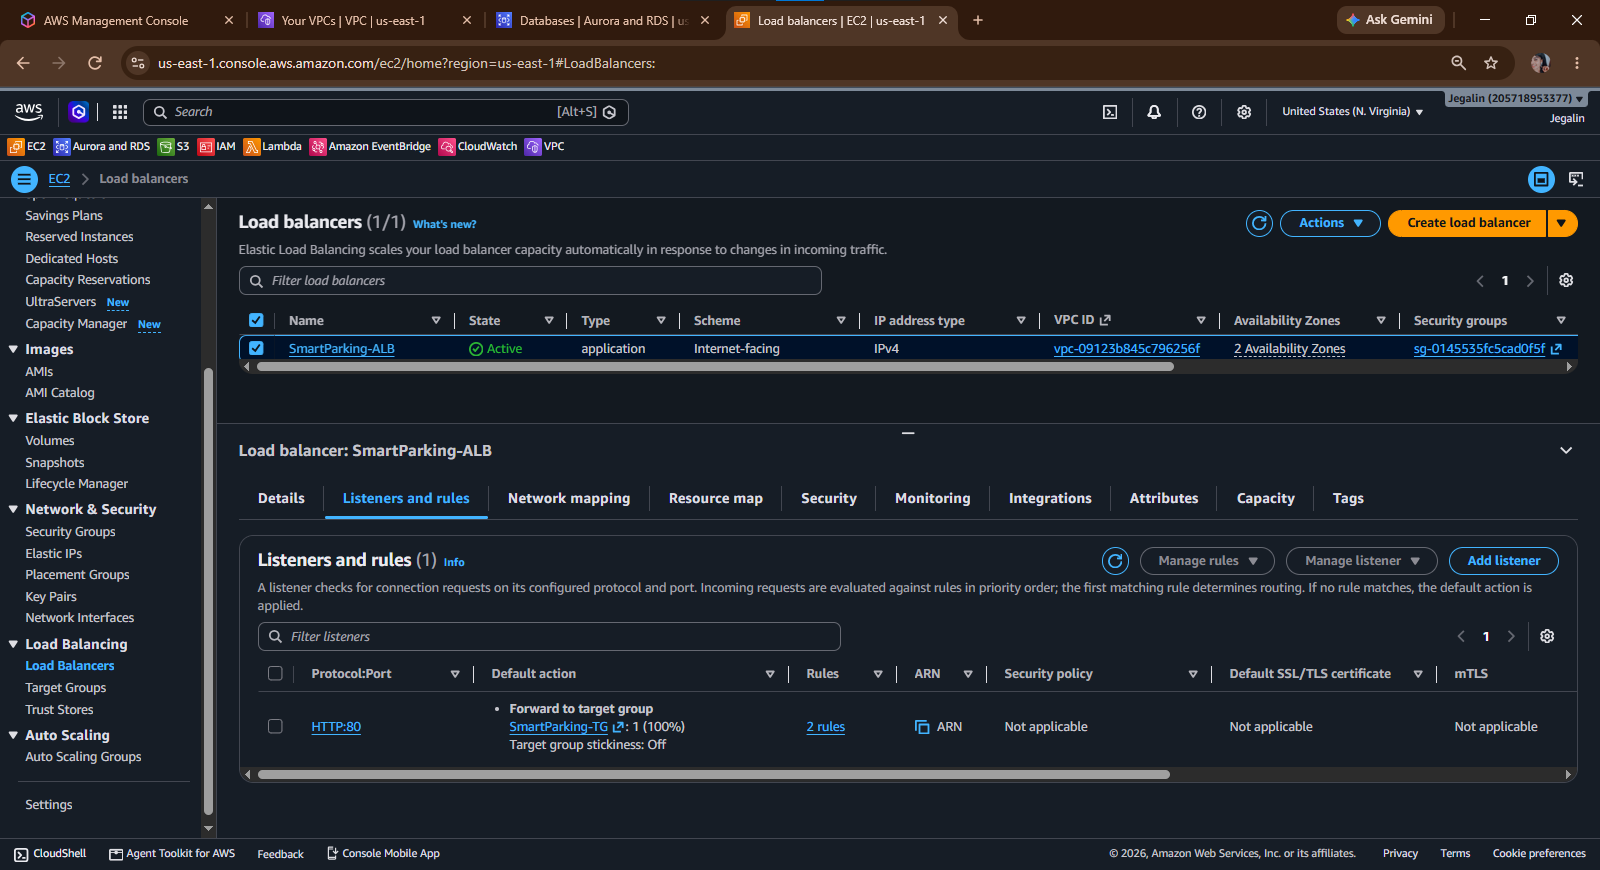 AWS Management Console
Your VPCs | VPC | us-east-1
Databases | Aurora and RDS | us
Load balancers | EC2 | us-east-1
Ask Gemini
us-east-1.console.aws.amazon.com/ec2/home?region=us-east-1#LoadBalancers:
aws
Search
[Alt+S]
United States (N. Virginia)
Jegalin (205718953377)
Jegalin
EC2
Aurora and RDS
S3
IAM
Lambda
Amazon EventBridge
CloudWatch
VPC
EC2
Load balancers
Savings Plans
Reserved Instances
Dedicated Hosts
Capacity Reservations
UltraServers New
Capacity Manager New
Images
AMIs
AMI Catalog
Elastic Block Store
Volumes
Snapshots
Lifecycle Manager
Network & Security
Security Groups
Elastic IPs
Placement Groups
Key Pairs
Network Interfaces
Load Balancing
Load Balancers
Target Groups
Trust Stores
Auto Scaling
Auto Scaling Groups
Settings
Load balancers (1/1) What's new?
Actions
Create load balancer
Elastic Load Balancing scales your load balancer capacity automatically in response to changes in incoming traffic.
Filter load balancers
1
Name State Type Scheme IP address type VPC ID Availability Zones Security groups
SmartParking-ALB Active application Internet-facing IPv4 vpc-09123b845c796256f 2 Availability Zones sg-0145535fc5cad0f5f
Load balancer: SmartParking-ALB
Details Listeners and rules Network mapping Resource map Security Monitoring Integrations Attributes Capacity Tags
Listeners and rules (1) Info
Manage rules
Manage listener
Add listener
A listener checks for connection requests on its configured protocol and port. Incoming requests are evaluated against rules in priority order; the first matching rule determines routing. If no rule matches, the default action is
applied.
Filter listeners
1
Protocol:Port Default action Rules ARN Security policy Default SSL/TLS certificate mTLS
• Forward to target group
HTTP:80 SmartParking-TG : 1 (100%) 2 rules ARN Not applicable Not applicable Not applicable
Target group stickiness: Off
CloudShell
Agent Toolkit for AWS
Feedback
Console Mobile App
© 2026, Amazon Web Services, Inc. or its affiliates.
Privacy
Terms
Cookie preferences